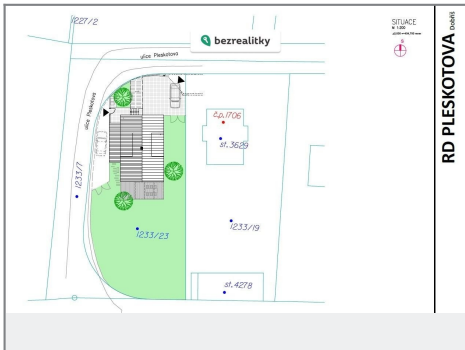 1227/2
bezrealitky
SITUACE
ulice Pleskotova
ulice Pleskotova
č.p.1706
st.3629
1233/7
1233/19
1233/23
st.4278
RD PLESKOTOVA Dobříš